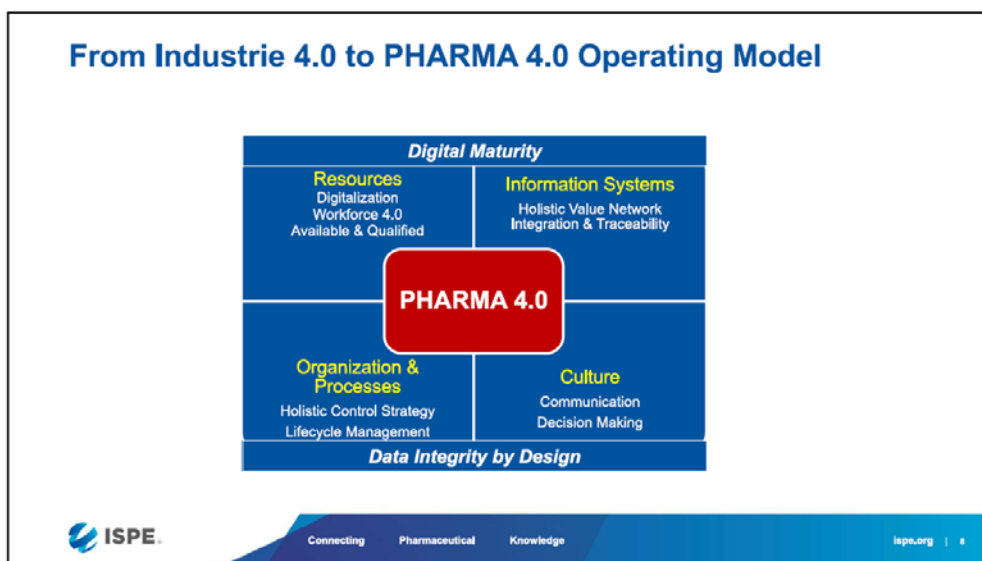 From Industrie 4.0 to PHARMA 4.0 Operating Model
Digital Maturity
Resources
Digitalization
Workforce 4.0
Available & Qualified
Information Systems
Holistic Value Network
Integration & Traceability
PHARMA 4.0
Organization &
Processes
Holistic Control Strategy
Lifecycle Management
Culture
Communication
Decision Making
Data Integrity by Design
ISPE.
Connecting Pharmaceutical Knowledge
ispe.org | 8